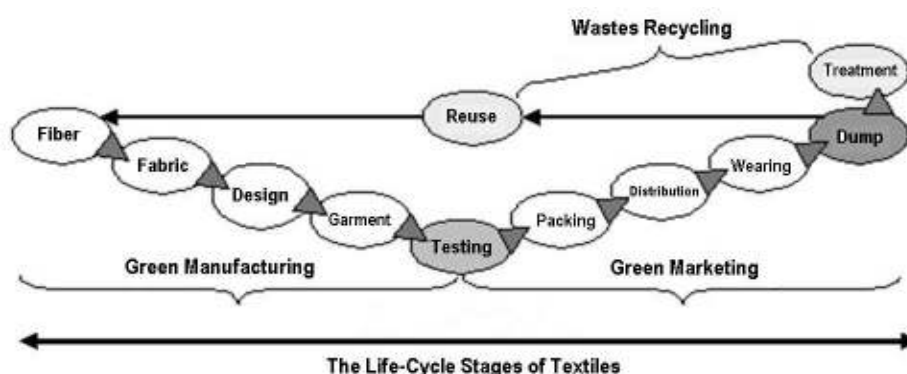 Wastes Recycling
Treatment
Reuse
Fiber
Dump
Fabric
Wearing
Design
Distribution
Garment
Packing
Testing
Green Manufacturing
Green Marketing
The Life-Cycle Stages of Textiles